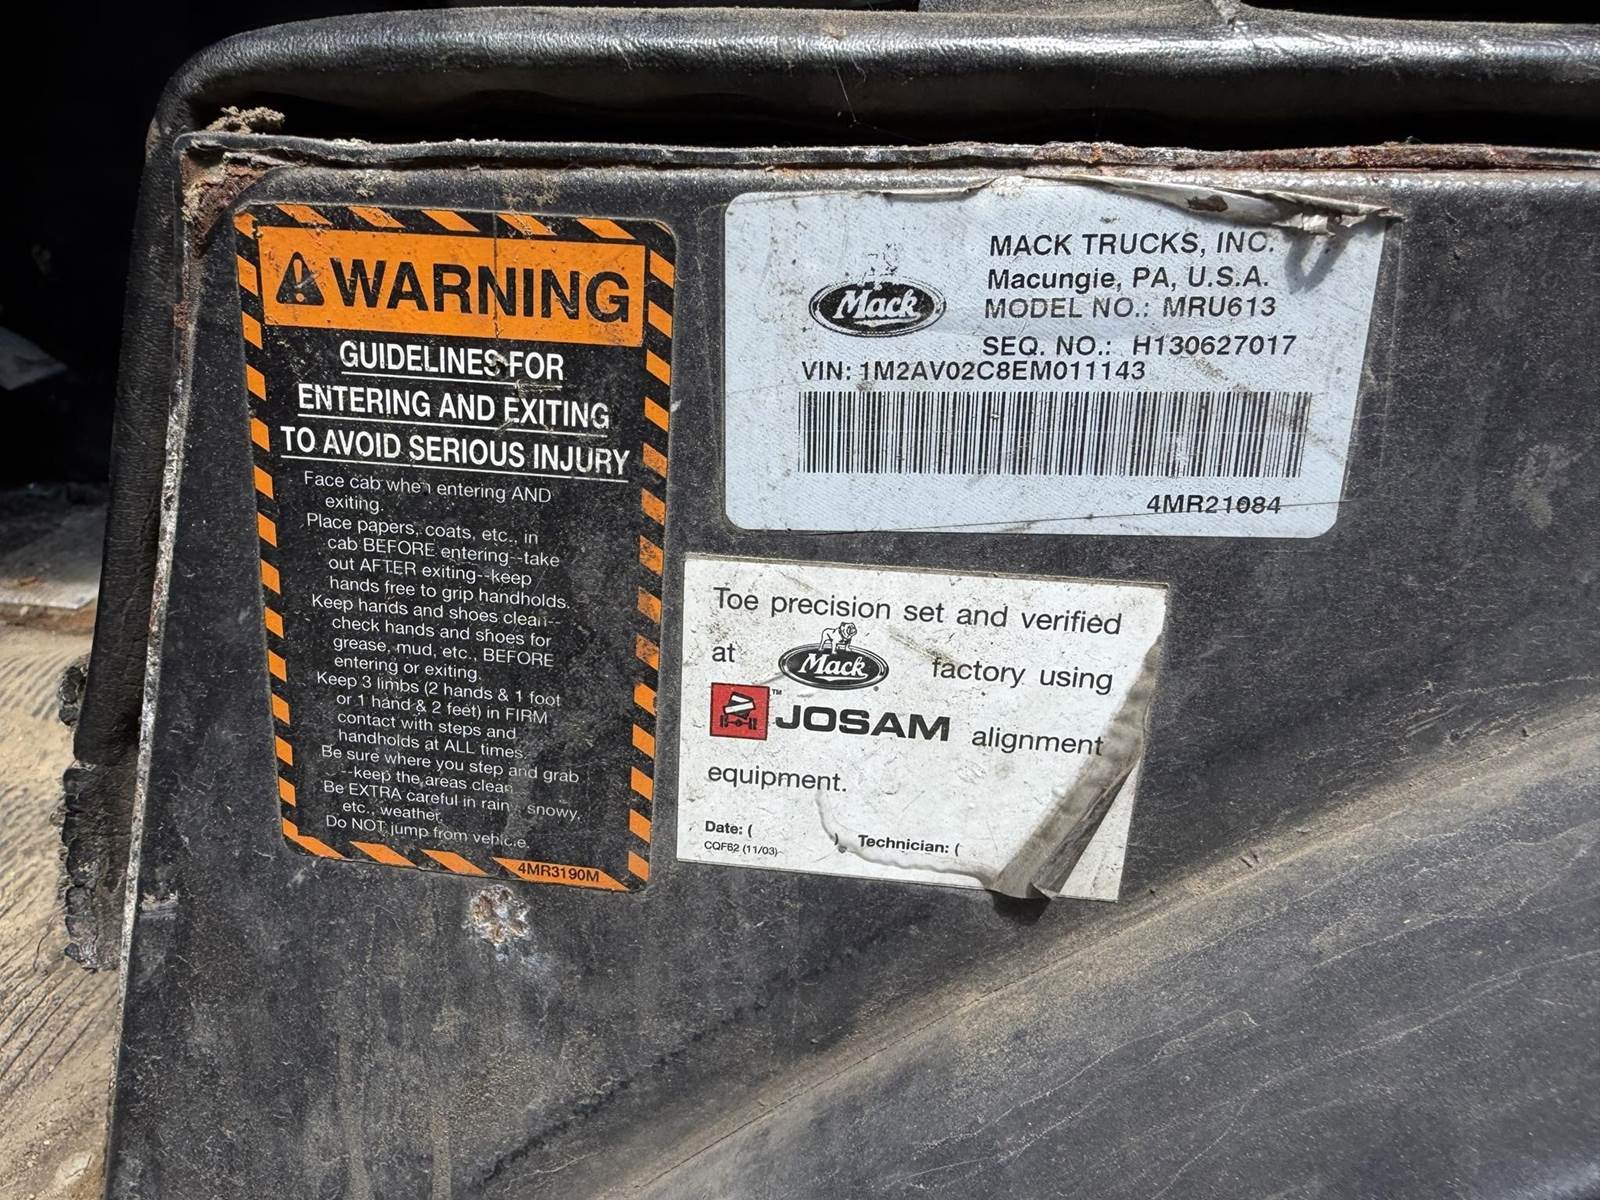 WARNING
GUIDELINES FOR
ENTERING AND EXITING
TO AVOID SERIOUS INJURY
Face cab when entering AND
exiting.
Place papers, coats, etc., in
cab BEFORE entering--take
out AFTER exiting--keep
hands free to grip handholds.
Keep hands and shoes clean--
check hands and shoes for
grease, mud, etc., BEFORE
entering or exiting.
Keep 3 limbs (2 hands & 1 foot
or 1 hand & 2 feet) in FIRM
contact with steps and
handholds at ALL times.
Be sure where you step and grab
--keep the areas clean
Be EXTRA careful in rain, snowy,
etc., weather.
Do NOT jump from vehicle.
4MR3190M
Mack
MACK TRUCKS, INC.
Macungie, PA, U.S.A.
MODEL NO.: MRU613
SEQ. NO.: H130627017
VIN: 1M2AV02C8EM011143
4MR21084
Toe precision set and verified
at Mack factory using
JOSAM alignment
equipment.
Date: ( ) Technician: (
CQF62 (11/03)